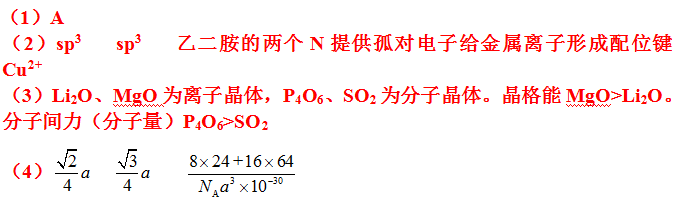 （1）A
（2）sp³ sp³ 乙二胺的两个 N 提供孤对电子给金属离子形成配位键
Cu²⁺
（3）Li₂O、MgO 为离子晶体，P₄O₆、SO₂ 为分子晶体。晶格能 MgO>Li₂O。
分子间力（分子量）P₄O₆>SO₂
（4）$\frac{\sqrt{2}}{4}a$ $\frac{\sqrt{3}}{4}a$ $\frac{8×24+16×64}{N_A a^3×10^{-30}}$